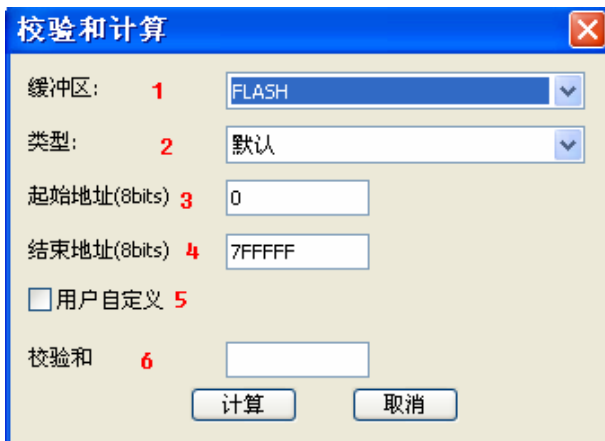 校验和计算
缓冲区: 1 FLASH
类型: 2 默认
起始地址(8bits) 3 0
结束地址(8bits) 4 7FFFFF
用户自定义 5
校验和 6
计算 取消